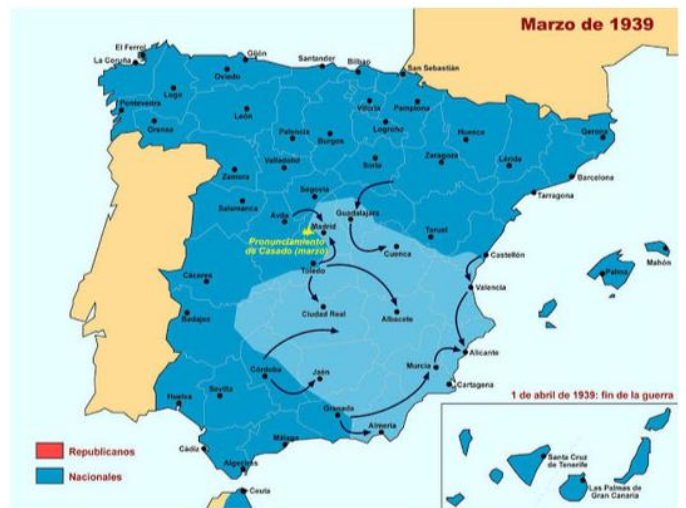 Marzo de 1939
El Ferrol
La Coruña
Gijón
Oviedo
Santander
Bilbao
San Sebastián
Lugo
Pontevedra
Orense
León
Vitoria
Pamplona
Logroño
Palencia
Burgos
Huesca
Gerona
Zamora
Valladolid
Soria
Zaragoza
Lérida
Barcelona
Tarragona
Salamanca
Segovia
Ávila
Guadalajara
Madrid
Teruel
Pronunciamiento
de Casado (marzo)
Cuenca
Castellón
Mahón
Palma
Toledo
Cáceres
Valencia
Ciudad Real
Albacete
Badajoz
Alicante
Murcia
Córdoba
Jaén
Cartagena
Sevilla
Huelva
1 de abril de 1939: fin de la guerra
Granada
Almería
Málaga
Cádiz
Algeciras
Ceuta
Republicanos
Nacionales
Santa Cruz
de Tenerife
Las Palmas de
Gran Canaria